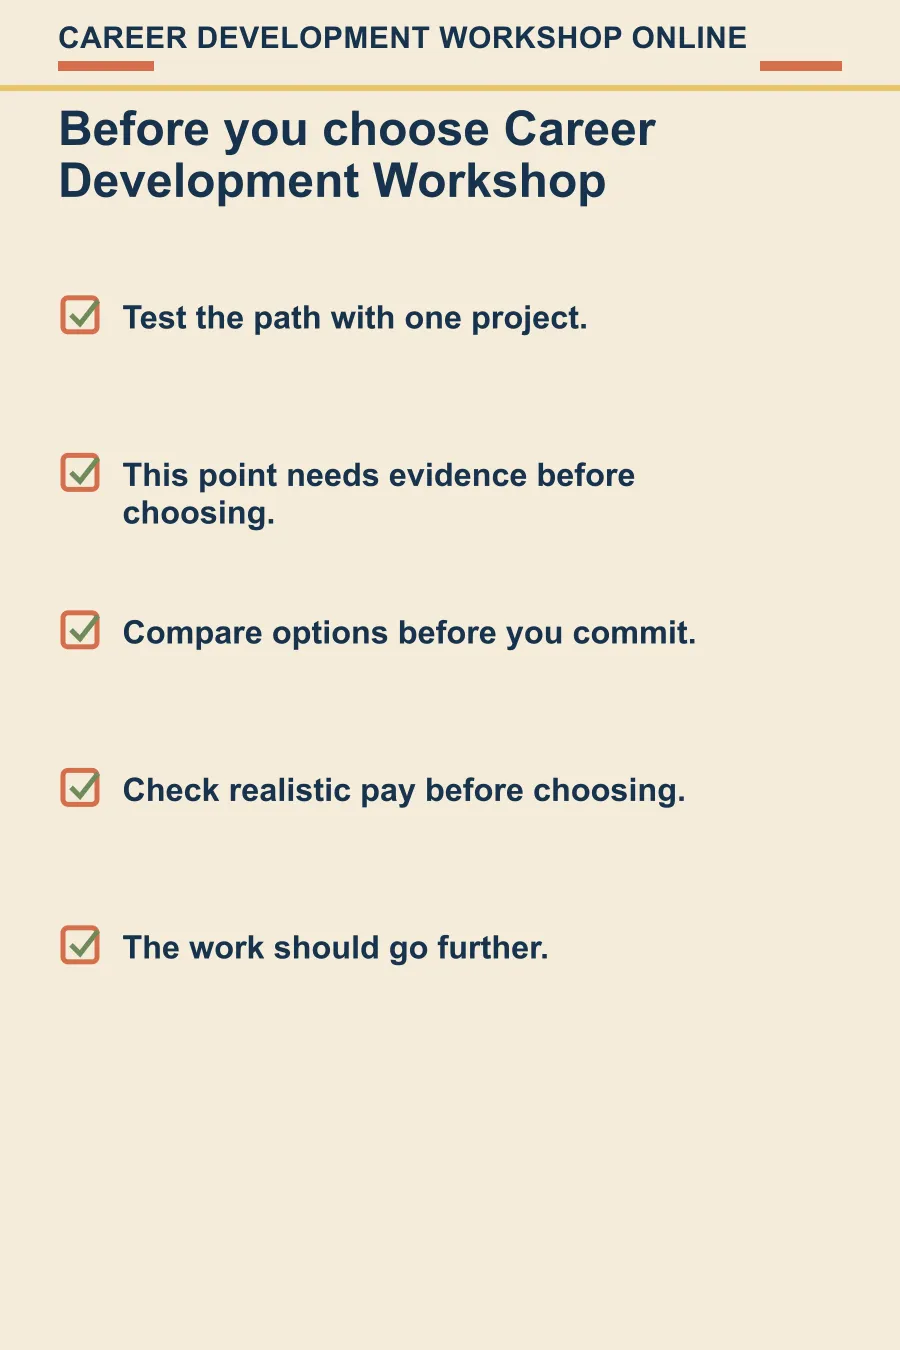 CAREER DEVELOPMENT WORKSHOP ONLINE
Before you choose Career
Development Workshop
Test the path with one project.
This point needs evidence before
choosing.
Compare options before you commit.
Check realistic pay before choosing.
The work should go further.